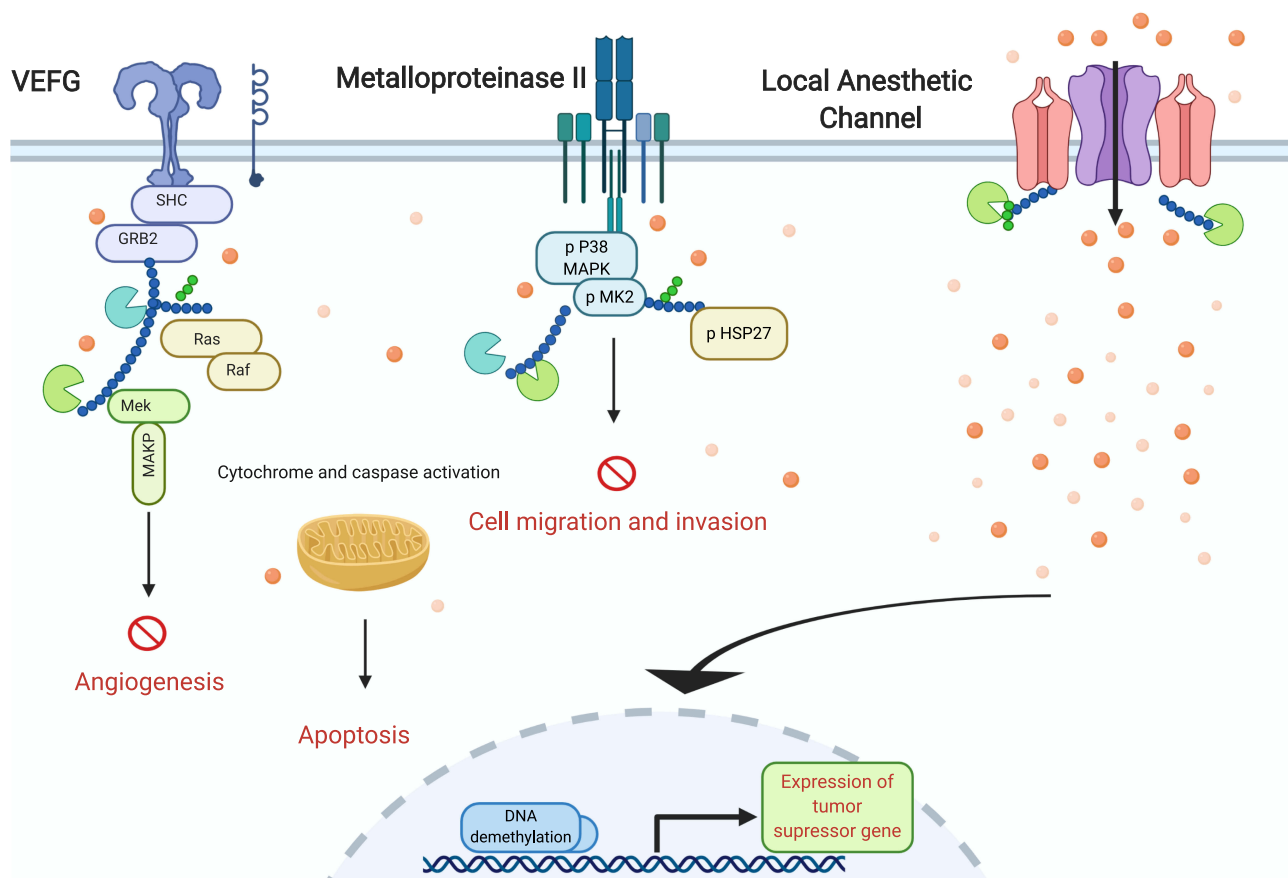 VEFG
Metalloproteinase II
Local Anesthetic
Channel
SHC
GRB2
Ras
Raf
Mek
MAKP
Angiogenesis
p P38
MAPK
p MK2
p HSP27
Cell migration and invasion
Cytochrome and caspase activation
Apoptosis
DNA
demethylation
Expression of
tumor
supressor gene